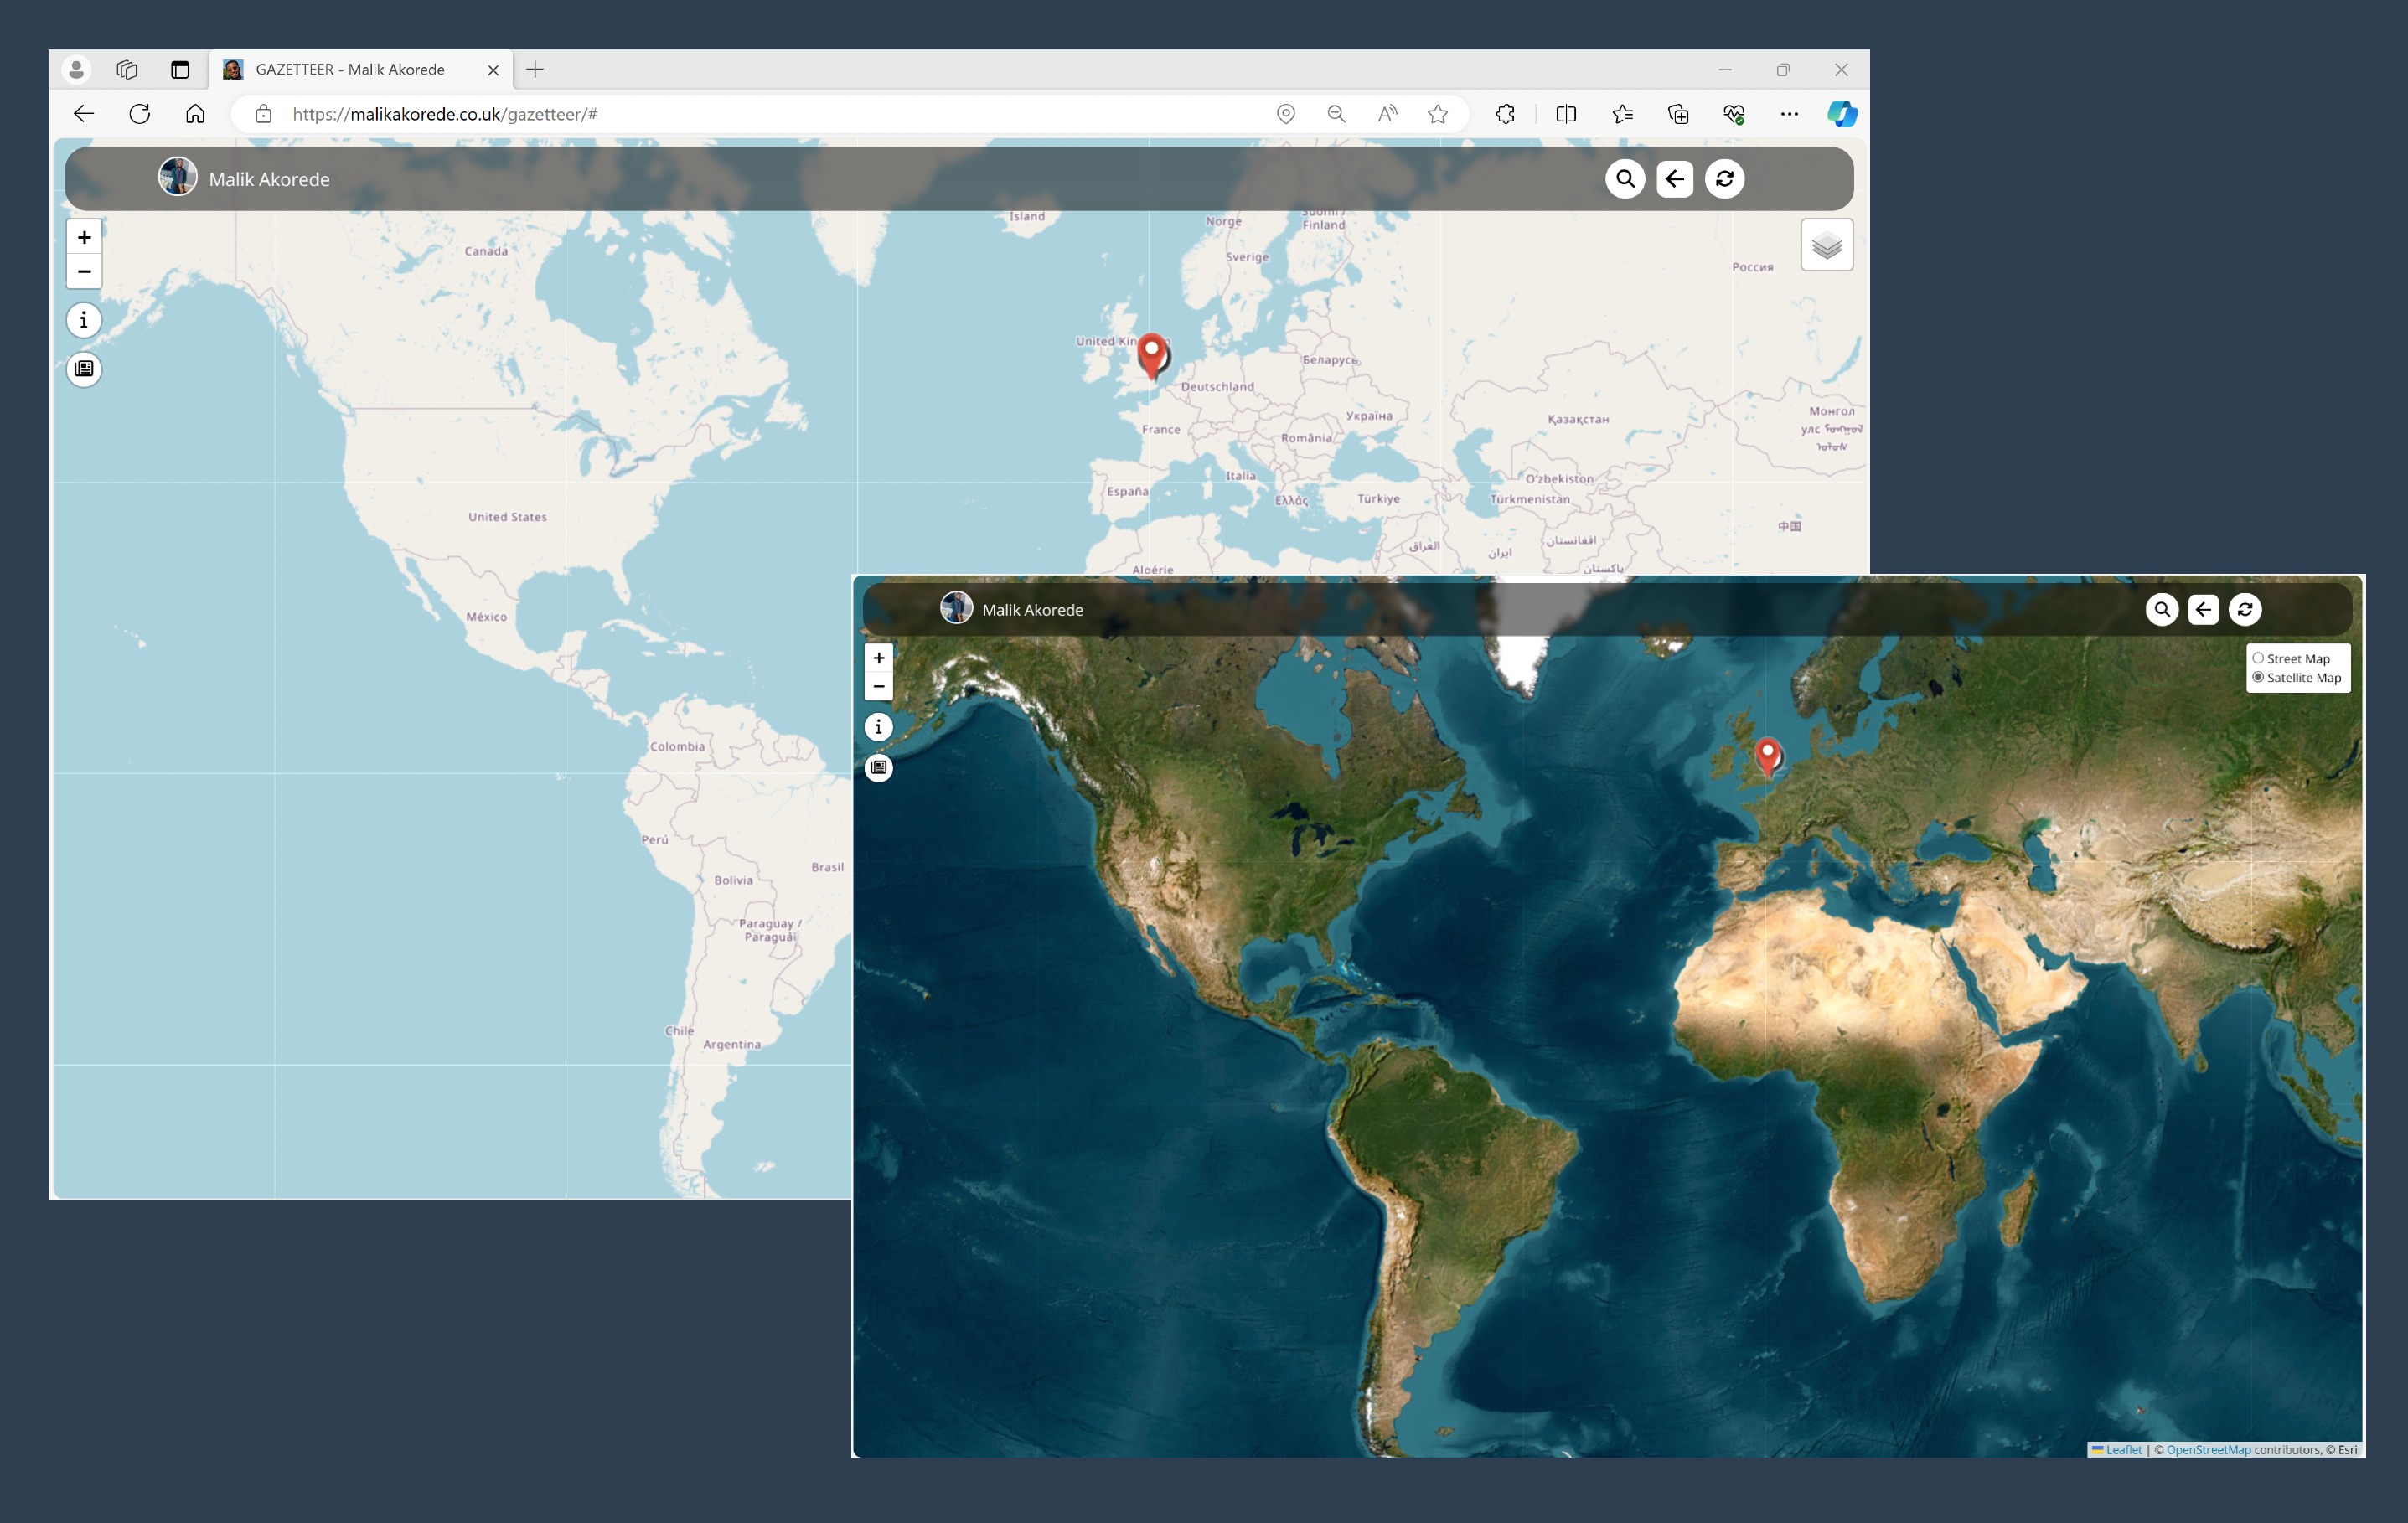 GAZETTEER - Malik Akorede
https://malikakorede.co.uk/gazetteer/#
Malik Akorede
Island
Norge
Suomi /
Finland
Canada
Sverige
Россия
United
Беларусь
Deutschland
Україна
Монгол
улс
Қазақстан
France
România
Italia
O'zbekiston
España
Ελλάς
Türkiye
Türkmenistan
United States
中国
العراق
ایران
افغانستان
Algérie
پاکستان
México
Malik Akorede
Street Map
Satellite Map
Colombia
Perú
Brasil
Bolivia
Paraguay /
Paraguái
Chile
Argentina
Leaflet | © OpenStreetMap contributors, © Esri